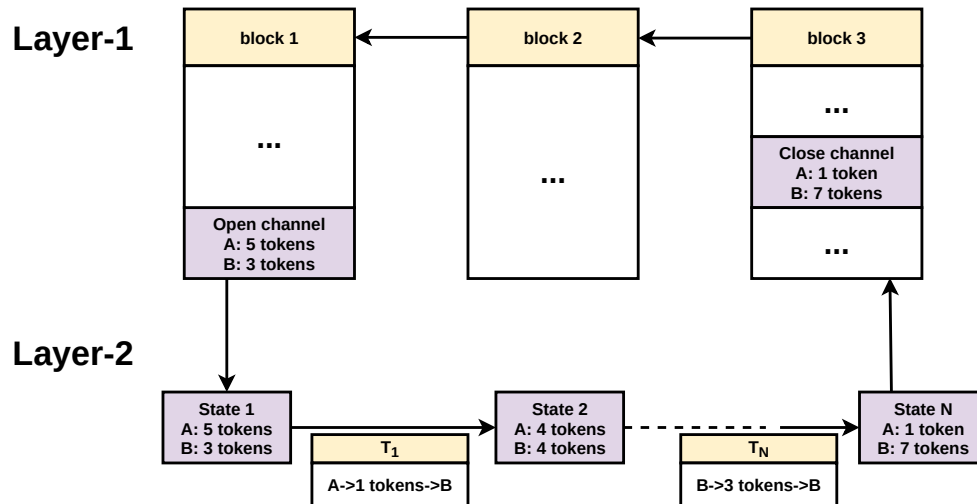 Layer-1
block 1
block 2
block 3
...
...
...
Close channel
A: 1 token
B: 7 tokens
Open channel
A: 5 tokens
B: 3 tokens
...
Layer-2
State 1
A: 5 tokens
B: 3 tokens
State 2
A: 4 tokens
B: 4 tokens
State N
A: 1 token
B: 7 tokens
T1
A->1 tokens->B
TN
B->3 tokens->B